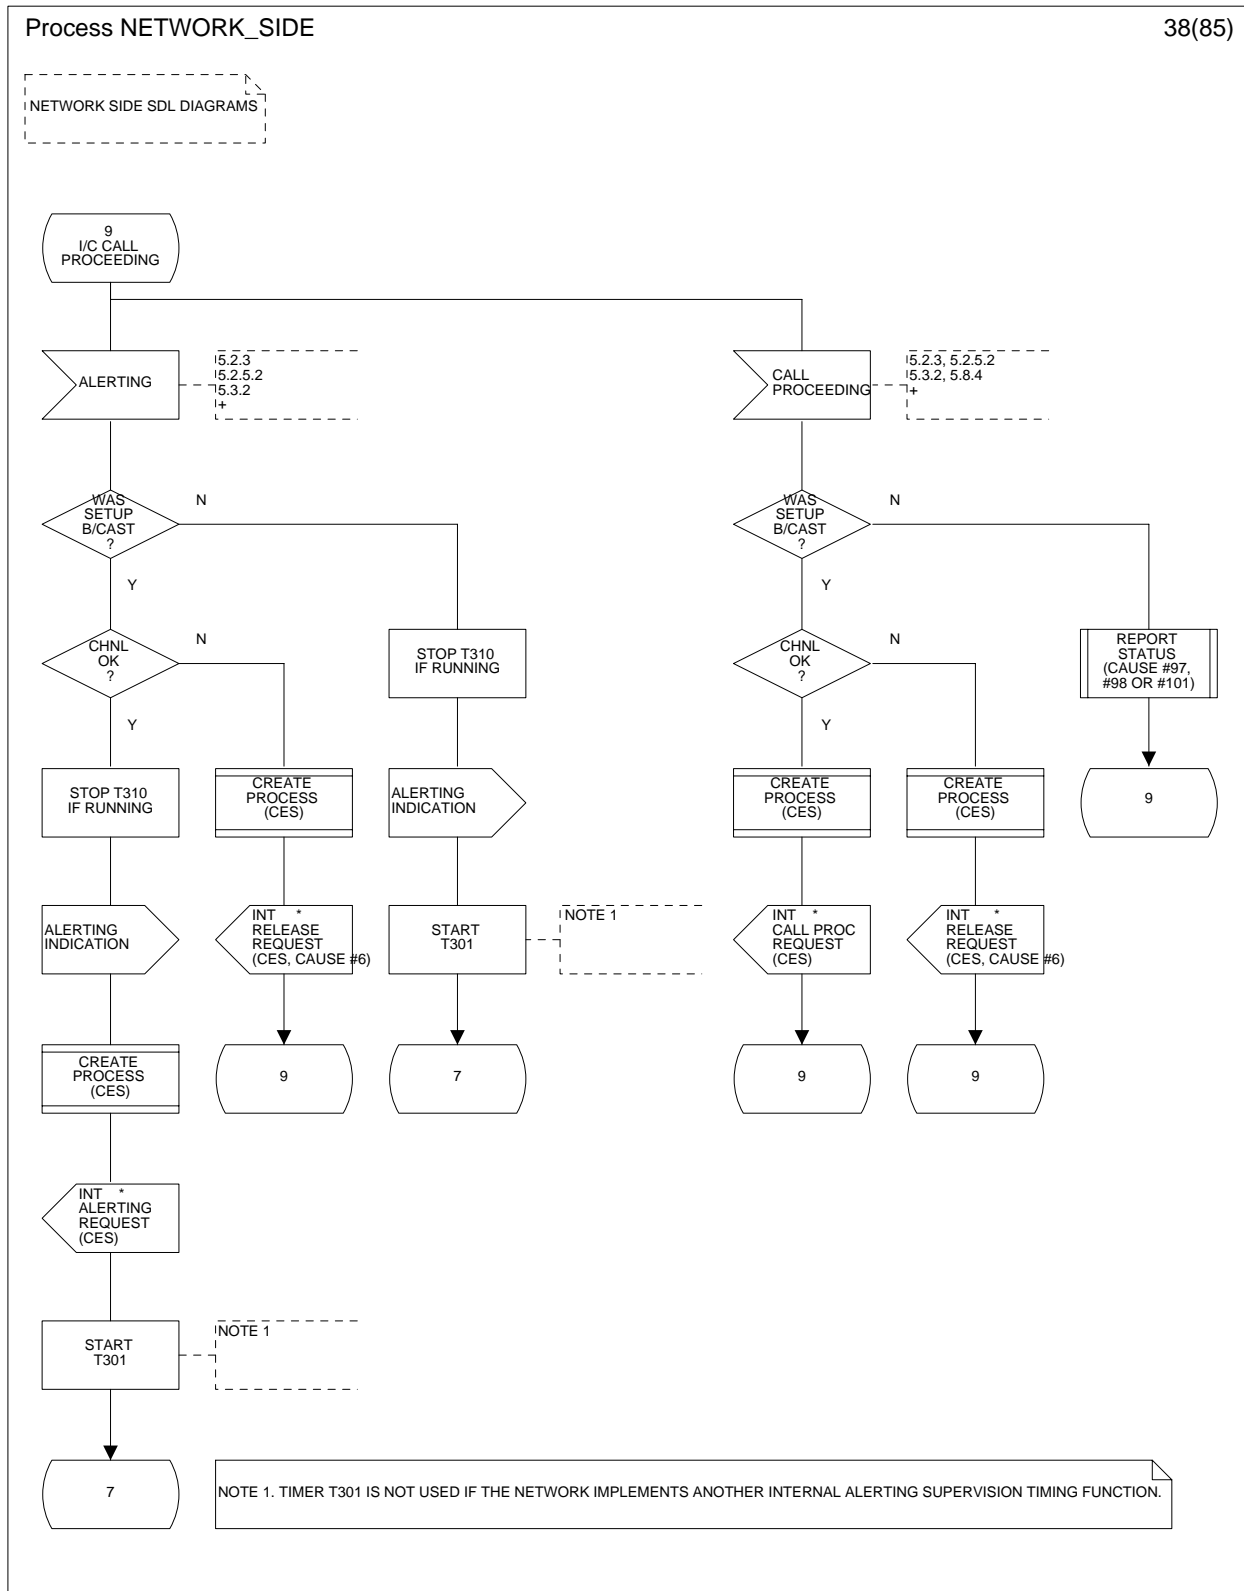 Process NETWORK_SIDE
38(85)
NETWORK SIDE SDL DIAGRAMS
9
I/C CALL
PROCEEDING
ALERTING
5.2.3
5.2.5.2
5.3.2
+
CALL
PROCEEDING
5.2.3, 5.2.5.2
5.3.2, 5.8.4
+
WAS
SETUP
B/CAST
?
N
Y
WAS
SETUP
B/CAST
?
N
Y
CHNL
OK
?
N
Y
STOP T310
IF RUNNING
CHNL
OK
?
N
Y
REPORT
STATUS
(CAUSE #97,
#98 OR #101)
STOP T310
IF RUNNING
CREATE
PROCESS
(CES)
ALERTING
INDICATION
CREATE
PROCESS
(CES)
CREATE
PROCESS
(CES)
9
ALERTING
INDICATION
INT *
RELEASE
REQUEST
(CES, CAUSE #6)
START
T301
NOTE 1
INT *
CALL PROC
REQUEST
(CES)
INT *
RELEASE
REQUEST
(CES, CAUSE #6)
CREATE
PROCESS
(CES)
9
7
9
9
INT *
ALERTING
REQUEST
(CES)
START
T301
NOTE 1
7
NOTE 1. TIMER T301 IS NOT USED IF THE NETWORK IMPLEMENTS ANOTHER INTERNAL ALERTING SUPERVISION TIMING FUNCTION.